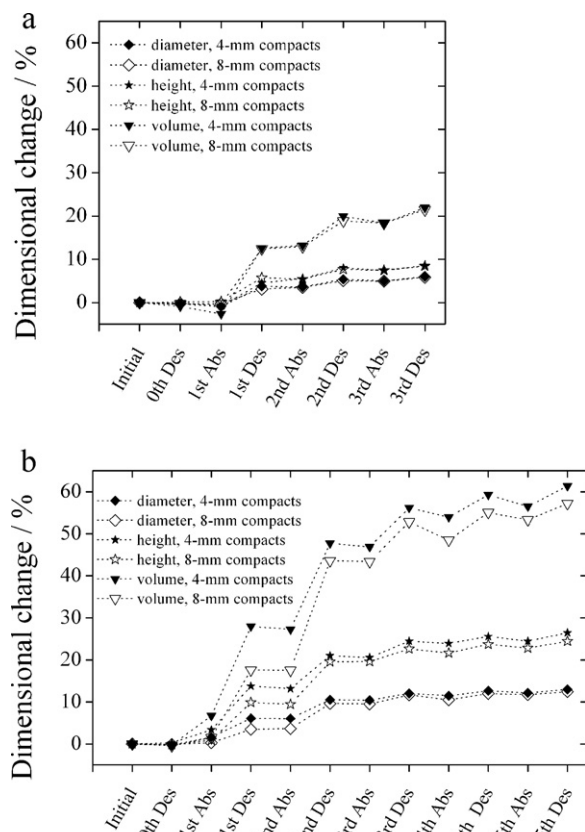 a
60
50
40
30
20
10
0
Dimensional change / %
diameter, 4-mm compacts
diameter, 8-mm compacts
height, 4-mm compacts
height, 8-mm compacts
volume, 4-mm compacts
volume, 8-mm compacts
Initial
0th Des
1st Abs
1st Des
2nd Abs
2nd Des
3rd Abs
3rd Des
b
60
50
40
30
20
10
0
Dimensional change / %
diameter, 4-mm compacts
diameter, 8-mm compacts
height, 4-mm compacts
height, 8-mm compacts
volume, 4-mm compacts
volume, 8-mm compacts
Initial
0th Des
1st Abs
1st Des
nd Abs
nd Des
rd Abs
rd Des
th Abs
th Des
th Abs
th Des